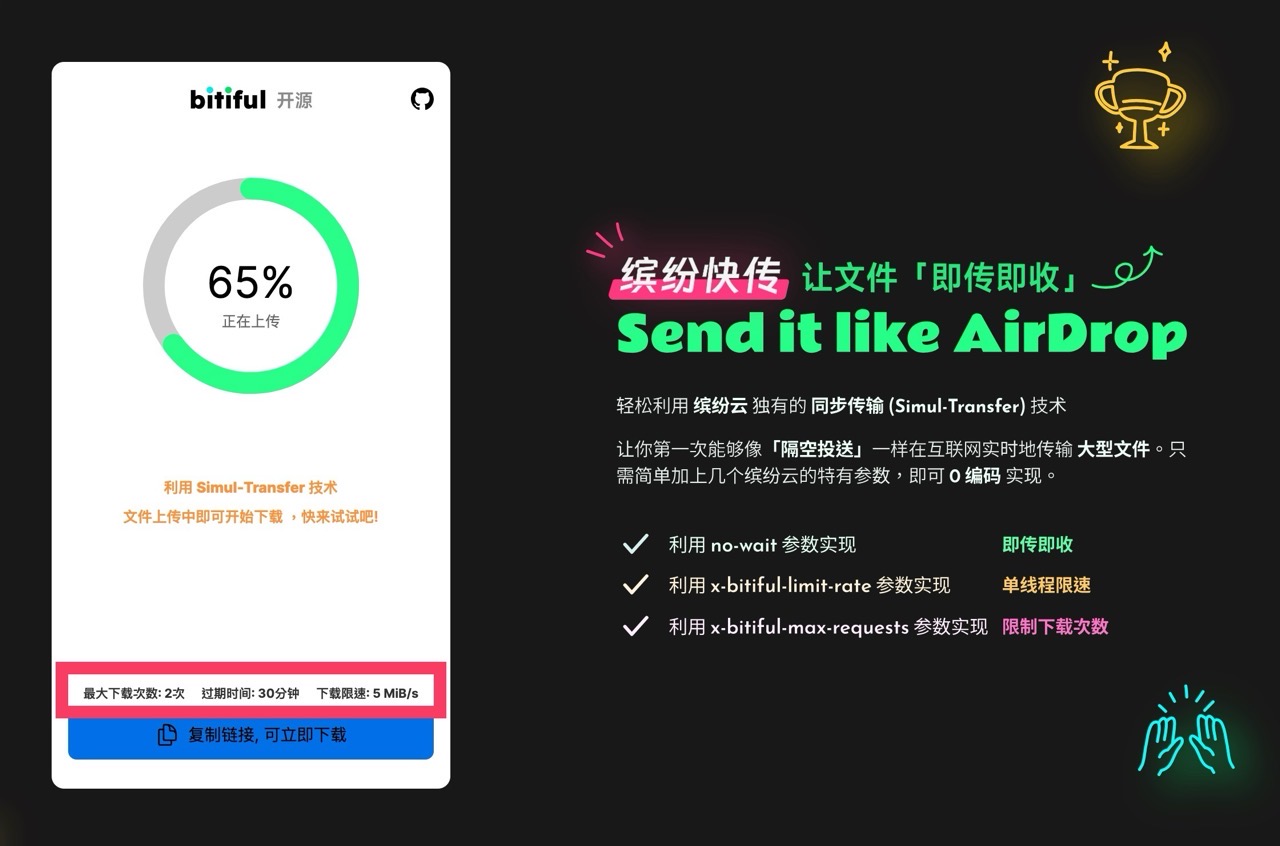 bitiful 开源
65%
正在上传
利用 Simul-Transfer 技术
文件上传中即可开始下载 ，快来试试吧!
最大下载次数: 2次 过期时间: 30分钟 下载限速: 5 MiB/s
复制链接, 可立即下载
缤纷快传 让文件「即传即收」
Send it like AirDrop
轻松利用 缤纷云 独有的 同步传输 (Simul-Transfer) 技术
让你第一次能够像「隔空投送」一样在互联网实时地传输 大型文件。只
需简单加上几个缤纷云的特有参数，即可 0 编码 实现。
利用 no-wait 参数实现 即传即收
利用 x-bitiful-limit-rate 参数实现 单线程限速
利用 x-bitiful-max-requests 参数实现 限制下载次数